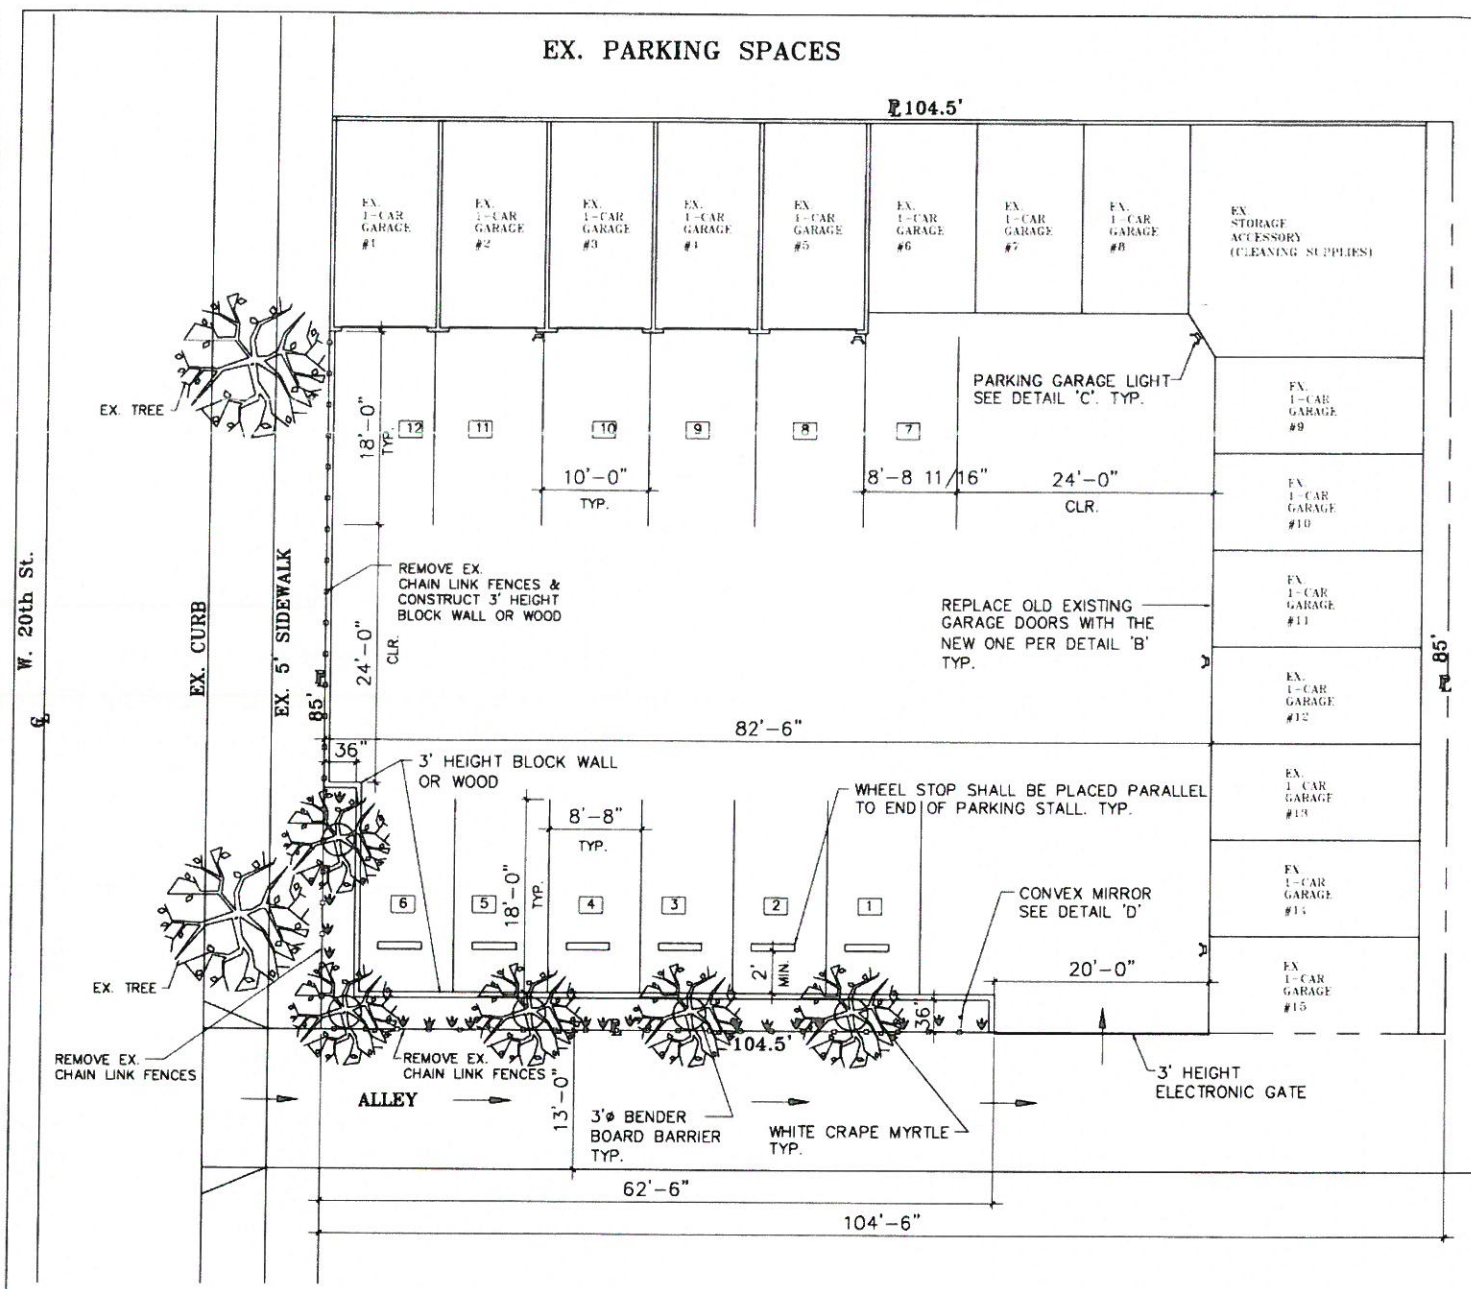 EX. PARKING SPACES
PL 104.5'
EX.
1-CAR
GARAGE
#1
EX.
1-CAR
GARAGE
#2
EX.
1-CAR
GARAGE
#3
EX.
1-CAR
GARAGE
#4
EX.
1-CAR
GARAGE
#5
EX.
1-CAR
GARAGE
#6
EX.
1-CAR
GARAGE
#7
EX.
1-CAR
GARAGE
#8
EX.
STORAGE
ACCESSORY
(CLEANING SUPPLIES)
EX. TREE
PARKING GARAGE LIGHT
SEE DETAIL 'C'. TYP.
EX.
1-CAR
GARAGE
#9
18'-0"
TYP.
12
11
10
9
8
7
10'-0"
TYP.
8'-8 11/16"
24'-0"
CLR.
EX.
1-CAR
GARAGE
#10
W. 20th St.
CL
EX. CURB
EX. 5' SIDEWALK
PL
85'
REMOVE EX.
CHAIN LINK FENCES &
CONSTRUCT 3' HEIGHT
BLOCK WALL OR WOOD
24'-0"
CLR.
REPLACE OLD EXISTING
GARAGE DOORS WITH THE
NEW ONE PER DETAIL 'B'
TYP.
EX.
1-CAR
GARAGE
#11
EX.
1-CAR
GARAGE
#12
PL 85'
82'-6"
36"
3' HEIGHT BLOCK WALL
OR WOOD
WHEEL STOP SHALL BE PLACED PARALLEL
TO END OF PARKING STALL. TYP.
EX.
1-CAR
GARAGE
#13
8'-8"
TYP.
18'-0"
TYP.
6
5
4
3
2
1
CONVEX MIRROR
SEE DETAIL 'D'
EX
1-CAR
GARAGE
#14
2'
MIN.
20'-0"
EX. TREE
EX
1-CAR
GARAGE
#15
36"
PL
104.5'
REMOVE EX.
CHAIN LINK FENCES
REMOVE EX.
CHAIN LINK FENCES
ALLEY
13'-0"
3'ø BENDER
BOARD BARRIER
TYP.
WHITE CRAPE MYRTLE
TYP.
3' HEIGHT
ELECTRONIC GATE
62'-6"
104'-6"